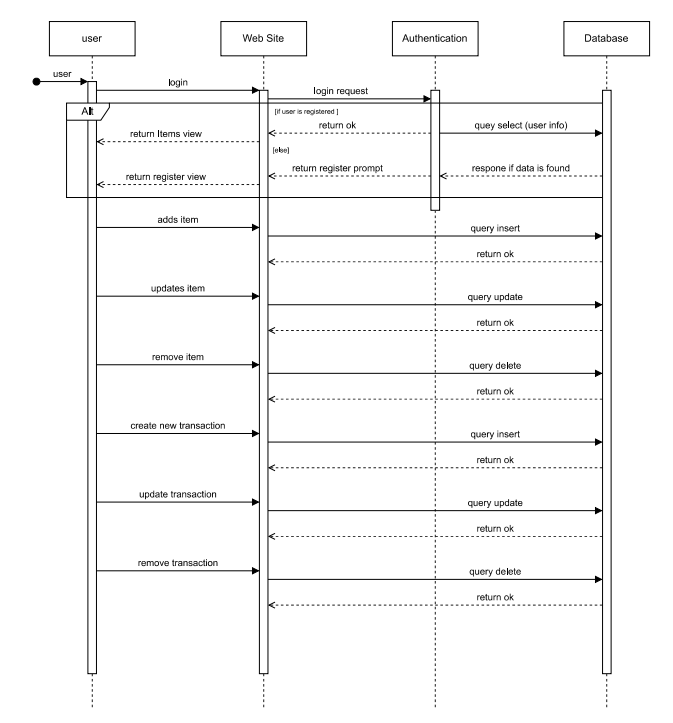 user
Web Site
Authentication
Database
user
login
login request
Alt
[if user is registered ]
return ok
quey select (user info)
return Items view
[else]
return register prompt
respone if data is found
return register view
adds item
query insert
return ok
updates item
query update
return ok
remove item
query delete
return ok
create new transaction
query insert
return ok
update transaction
query update
return ok
remove transaction
query delete
return ok